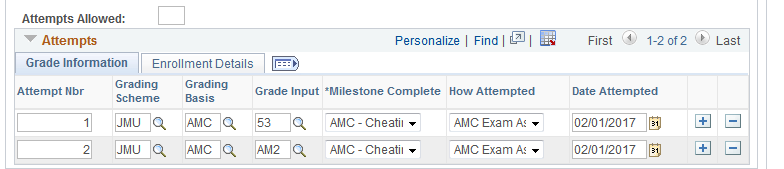 Attempts Allowed:
Attempts Personalize | Find | First 1-2 of 2 Last
Grade Information Enrollment Details
Attempt Nbr Grading Scheme Grading Basis Grade Input *Milestone Complete How Attempted Date Attempted
1 JMU AMC 53 AMC - Cheatin AMC Exam As 02/01/2017
2 JMU AMC AM2 AMC - Cheatin AMC Exam As 02/01/2017